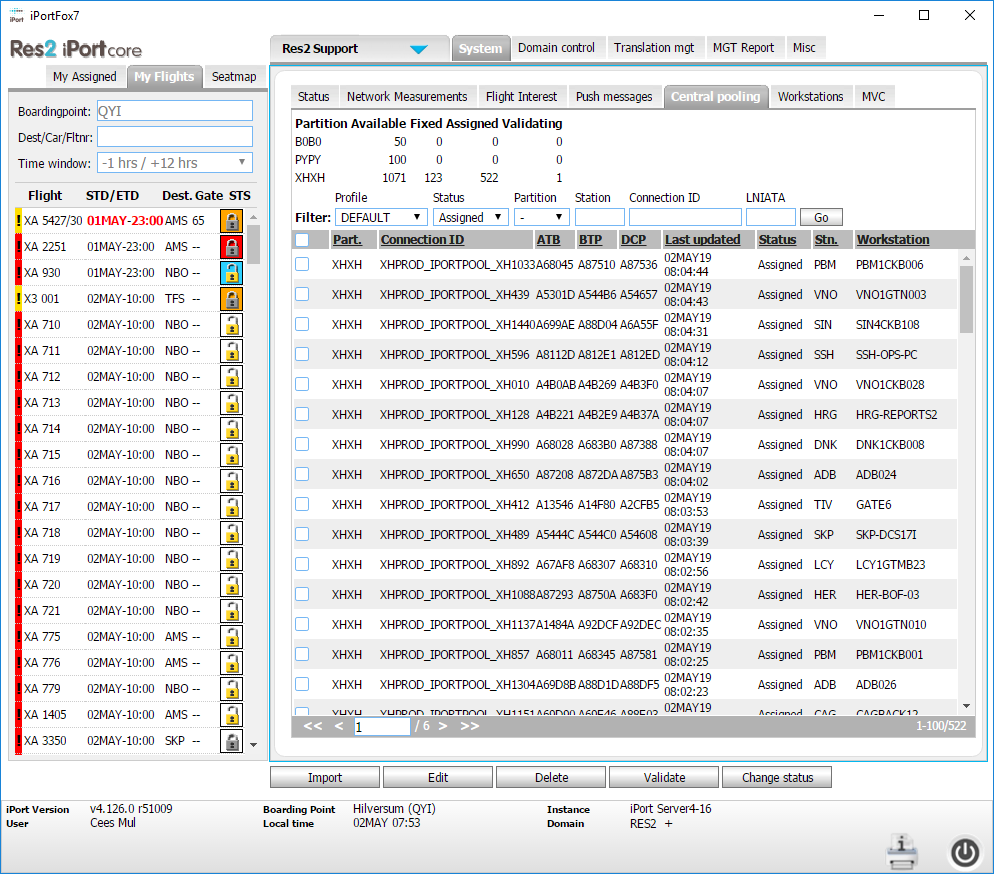 iPort iPortFox7
Res2 iPortcore
My Assigned My Flights Seatmap
Boardingpoint: QYI
Dest/Car/Fltnr:
Time window: -1 hrs / +12 hrs
Flight STD/ETD Dest. Gate STS
! XA 5427/30 01MAY-23:00 AMS 65
! XA 2251 01MAY-23:00 AMS --
! XA 930 01MAY-23:00 NBO --
! X3 001 02MAY-10:00 TFS --
! XA 710 02MAY-10:00 NBO --
! XA 711 02MAY-10:00 NBO --
! XA 712 02MAY-10:00 NBO --
! XA 713 02MAY-10:00 NBO --
! XA 714 02MAY-10:00 NBO --
! XA 715 02MAY-10:00 NBO --
! XA 716 02MAY-10:00 NBO --
! XA 717 02MAY-10:00 NBO --
! XA 718 02MAY-10:00 NBO --
! XA 719 02MAY-10:00 NBO --
! XA 720 02MAY-10:00 NBO --
! XA 721 02MAY-10:00 NBO --
! XA 775 02MAY-10:00 AMS --
! XA 776 02MAY-10:00 AMS --
! XA 779 02MAY-10:00 NBO --
! XA 1405 02MAY-10:00 AMS --
! XA 3350 02MAY-10:00 SKP --
Res2 Support System Domain control Translation mgt MGT Report Misc
Status Network Measurements Flight Interest Push messages Central pooling Workstations MVC
Partition Available Fixed Assigned Validating
B0B0 50 0 0 0
PYPY 100 0 0 0
XHXH 1071 123 522 1
Profile Status Partition Station Connection ID LNIATA
Filter: DEFAULT Assigned - Go
Part. Connection ID ATB BTP DCP Last updated Status Stn. Workstation
XHXH XHPROD_IPORTPOOL_XH1033 A68045 A87510 A87536 02MAY19 08:04:44 Assigned PBM PBM1CKB006
XHXH XHPROD_IPORTPOOL_XH439 A5301D A544B6 A54657 02MAY19 08:04:43 Assigned VNO VNO1GTN003
XHXH XHPROD_IPORTPOOL_XH1440 A699AE A88D04 A6A55F 02MAY19 08:04:31 Assigned SIN SIN4CKB108
XHXH XHPROD_IPORTPOOL_XH596 A8112D A812E1 A812ED 02MAY19 08:04:12 Assigned SSH SSH-OPS-PC
XHXH XHPROD_IPORTPOOL_XH010 A4B0AB A4B269 A4B3F0 02MAY19 08:04:07 Assigned VNO VNO1CKB028
XHXH XHPROD_IPORTPOOL_XH128 A4B221 A4B2E9 A4B37A 02MAY19 08:04:07 Assigned HRG HRG-REPORTS2
XHXH XHPROD_IPORTPOOL_XH990 A68028 A683B0 A87388 02MAY19 08:04:07 Assigned DNK DNK1CKB008
XHXH XHPROD_IPORTPOOL_XH650 A87208 A872DA A875B3 02MAY19 08:04:02 Assigned ADB ADB024
XHXH XHPROD_IPORTPOOL_XH412 A13546 A14F80 A2CFB5 02MAY19 08:03:53 Assigned TIV GATE6
XHXH XHPROD_IPORTPOOL_XH489 A5444C A544C0 A54608 02MAY19 08:03:39 Assigned SKP SKP-DCS17I
XHXH XHPROD_IPORTPOOL_XH892 A67AF8 A68307 A68310 02MAY19 08:02:56 Assigned LCY LCY1GTMB23
XHXH XHPROD_IPORTPOOL_XH1088 A87293 A8750A A683F0 02MAY19 08:02:42 Assigned HER HER-BOF-03
XHXH XHPROD_IPORTPOOL_XH1137 A1484A A92DCF A92DEC 02MAY19 08:02:35 Assigned VNO VNO1GTN010
XHXH XHPROD_IPORTPOOL_XH857 A68011 A68345 A87581 02MAY19 08:02:25 Assigned PBM PBM1CKB001
XHXH XHPROD_IPORTPOOL_XH1304 A69D8B A88D1D A88DF5 02MAY19 08:02:23 Assigned ADB ADB026
XHXH XHPROD_IPORTPOOL_XH1151 02MAY19 Assigned CAG CAGBACK12
<< < 1 / 6 > >> 1-100/522
Import Edit Delete Validate Change status
iPort Version v4.126.0 r51009 Boarding Point Hilversum (QYI) Instance iPort Server4-16
User Cees Mul Local time 02MAY 07:53 Domain RES2 +